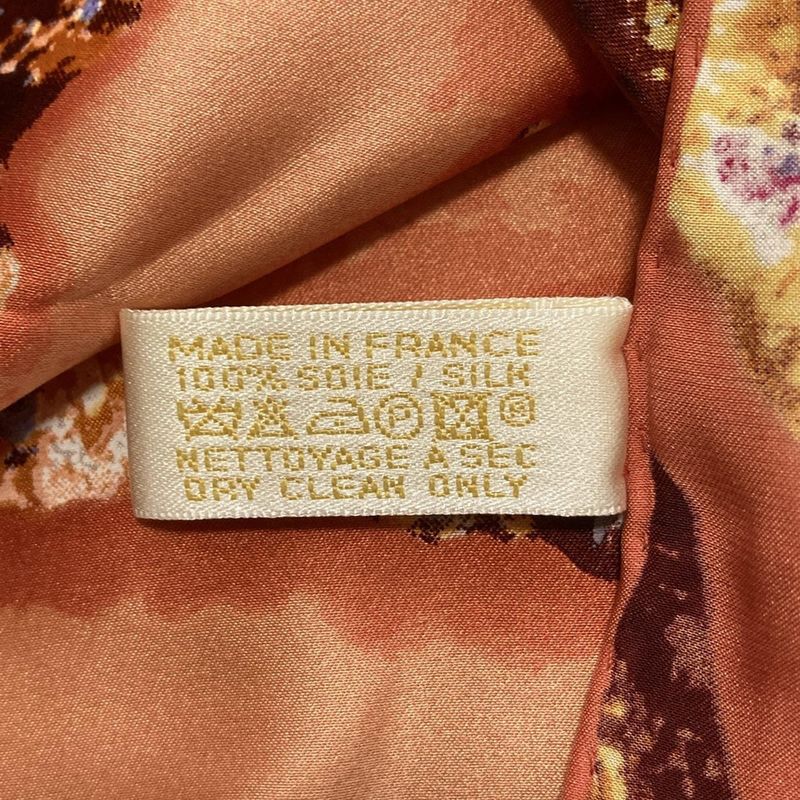 MADE IN FRANCE
100% SOIE / SILK
P
NETTOYAGE A SEC
DRY CLEAN ONLY